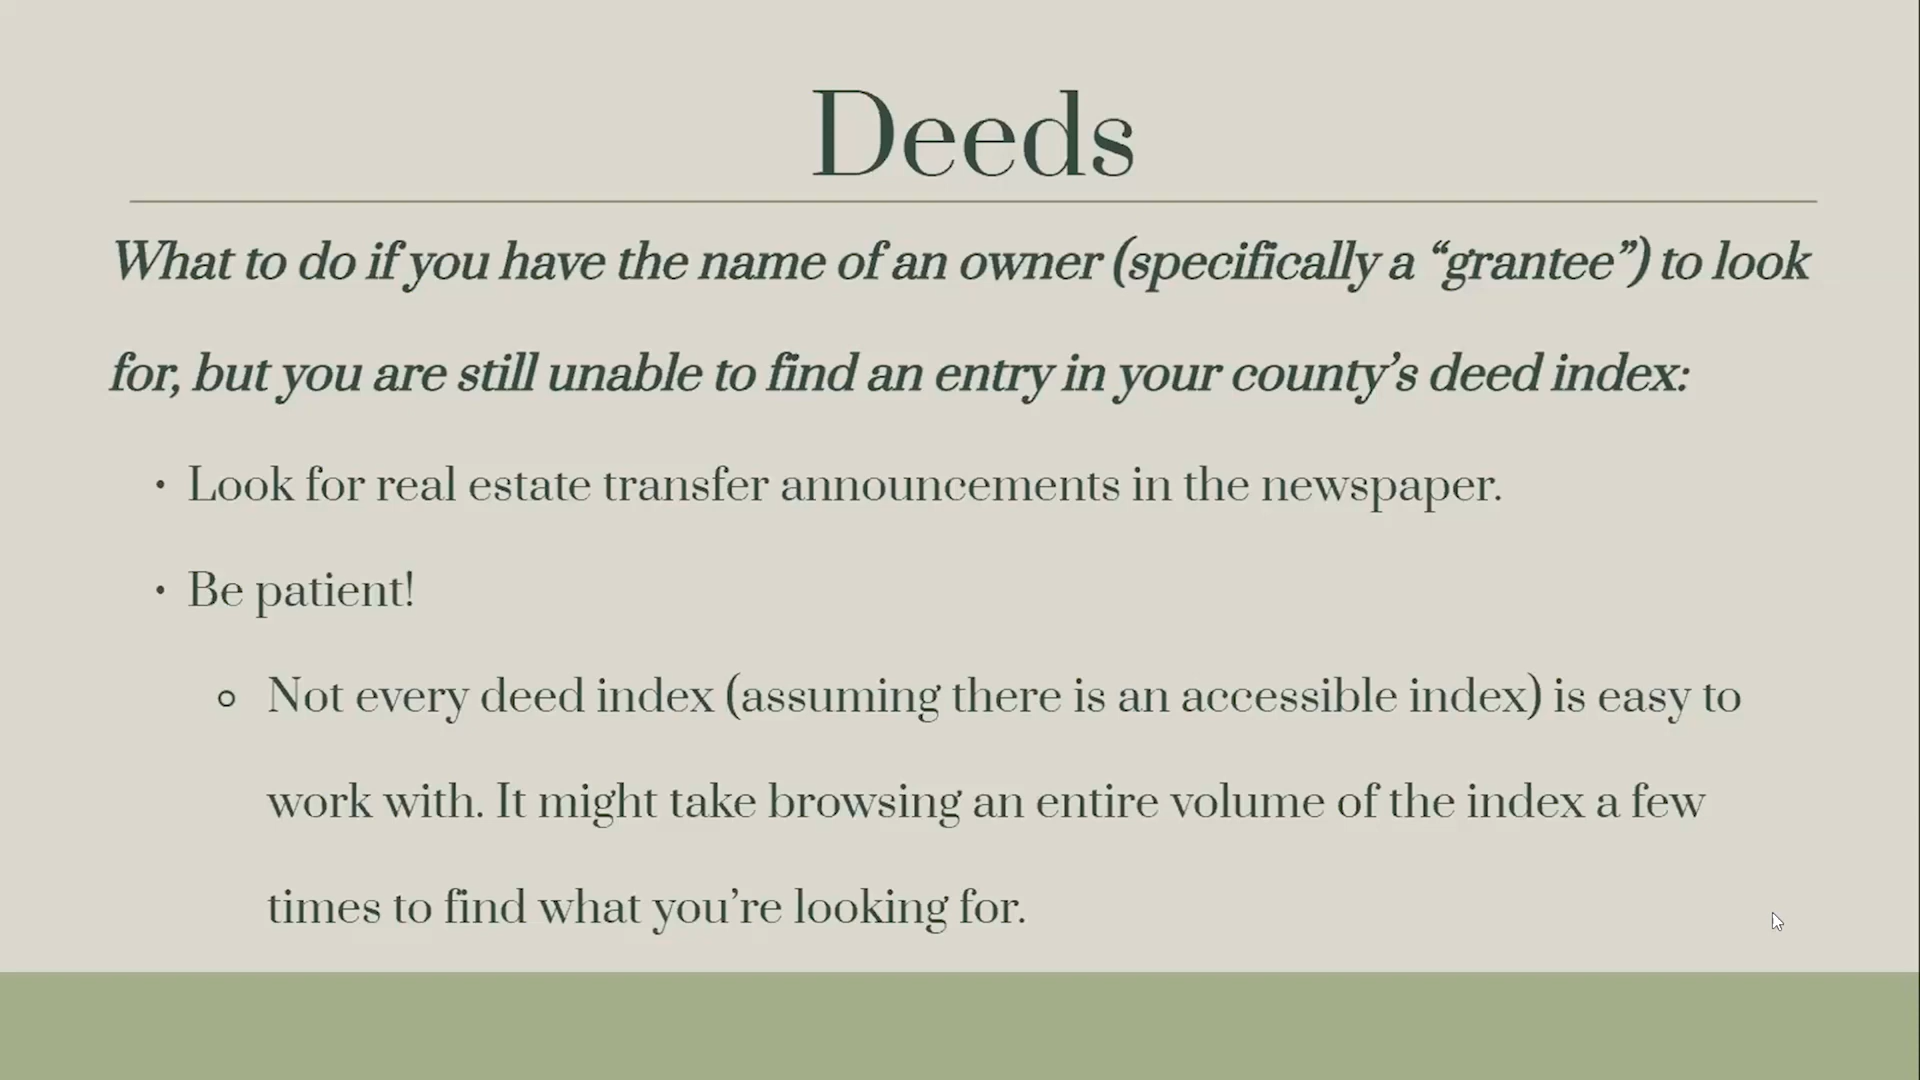 Deeds
What to do if you have the name of an owner (specifically a “grantee”) to look
for, but you are still unable to find an entry in your county’s deed index:
• Look for real estate transfer announcements in the newspaper.
• Be patient!
○ Not every deed index (assuming there is an accessible index) is easy to
work with. It might take browsing an entire volume of the index a few
times to find what you’re looking for.